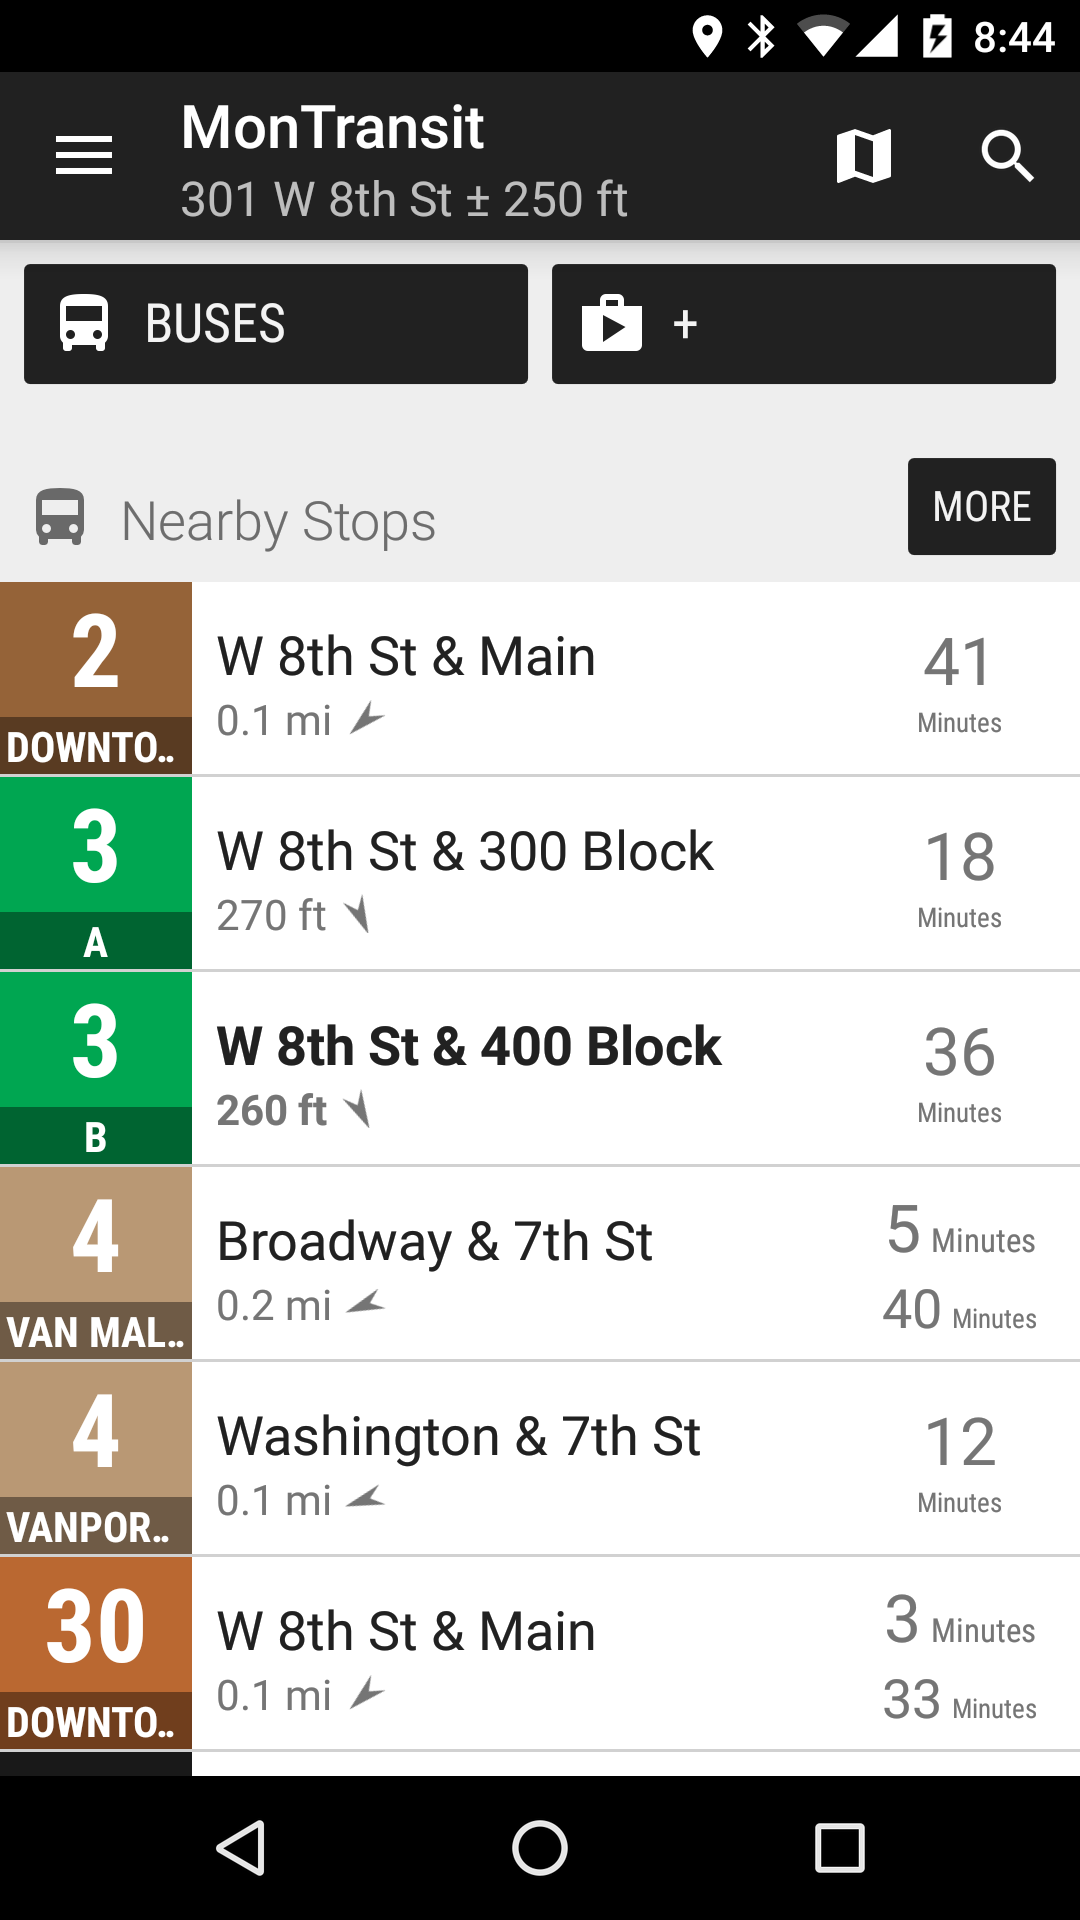 8:44
MonTransit
301 W 8th St ± 250 ft
BUSES
+
Nearby Stops
MORE
2
DOWNTO..
W 8th St & Main
0.1 mi
41
Minutes
3
A
W 8th St & 300 Block
270 ft
18
Minutes
3
B
W 8th St & 400 Block
260 ft
36
Minutes
4
VAN MAL..
Broadway & 7th St
0.2 mi
5 Minutes
40 Minutes
4
VANPOR..
Washington & 7th St
0.1 mi
12
Minutes
30
DOWNTO..
W 8th St & Main
0.1 mi
3 Minutes
33 Minutes